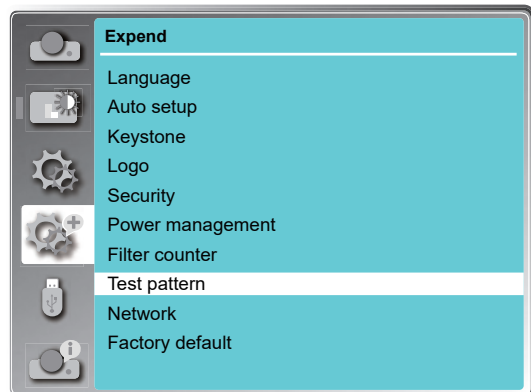 Expend
Language
Auto setup
Keystone
Logo
Security
Power management
Filter counter
Test pattern
Network
Factory default